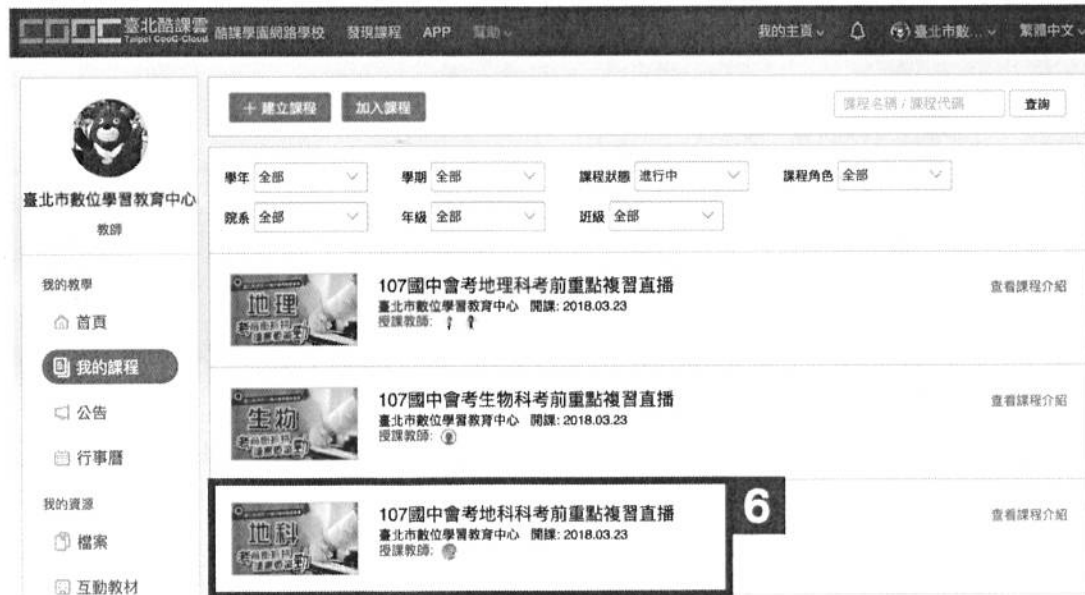 COOC 臺北酷課雲 酷課學園網路學校 發現課程 APP 幫助 我的主頁 臺北市數... 繁體中文
Taipei CooC-Cloud
+ 建立課程 加入課程 課程名稱 / 課程代碼 查詢
臺北市數位學習教育中心
教師
學年 全部 學期 全部 課程狀態 進行中 課程角色 全部
院系 全部 年級 全部 班級 全部
我的教學
首頁
我的課程
公告
行事曆
我的資源
檔案
互動教材
地理
107國中會考地理科考前重點複習直播
臺北市數位學習教育中心 開課: 2018.03.23
授課教師:
查看課程介紹
生物
107國中會考生物科考前重點複習直播
臺北市數位學習教育中心 開課: 2018.03.23
授課教師:
查看課程介紹
地科
107國中會考地科科考前重點複習直播
臺北市數位學習教育中心 開課: 2018.03.23
授課教師:
6
查看課程介紹